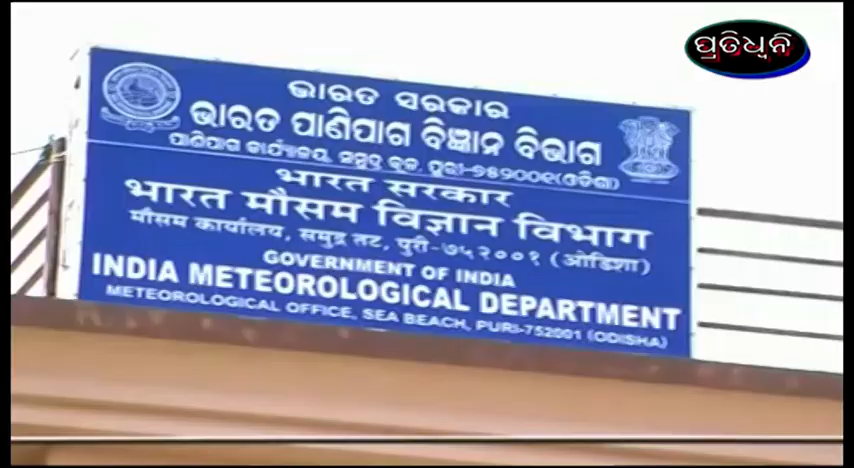 ପ୍ରତିଧ୍ୱନି
ଭାରତ ସରକାର
ଭାରତ ପାଣିପାଗ ବିଜ୍ଞାନ ବିଭାଗ
ପାଣିପାଗ କାର୍ଯ୍ୟାଳୟ, ସମୁଦ୍ର କୂଳ, ପୁରୀ-୭୫୨୦୦୧(ଓଡିଶା)
भारत सरकार
भारत मौसम विज्ञान विभाग
मौसम कार्यालय, समुद्र तट, पुरी-७५२००१ (ओडिशा)
GOVERNMENT OF INDIA
INDIA METEOROLOGICAL DEPARTMENT
METEOROLOGICAL OFFICE, SEA BEACH, PURI-752001 (ODISHA)